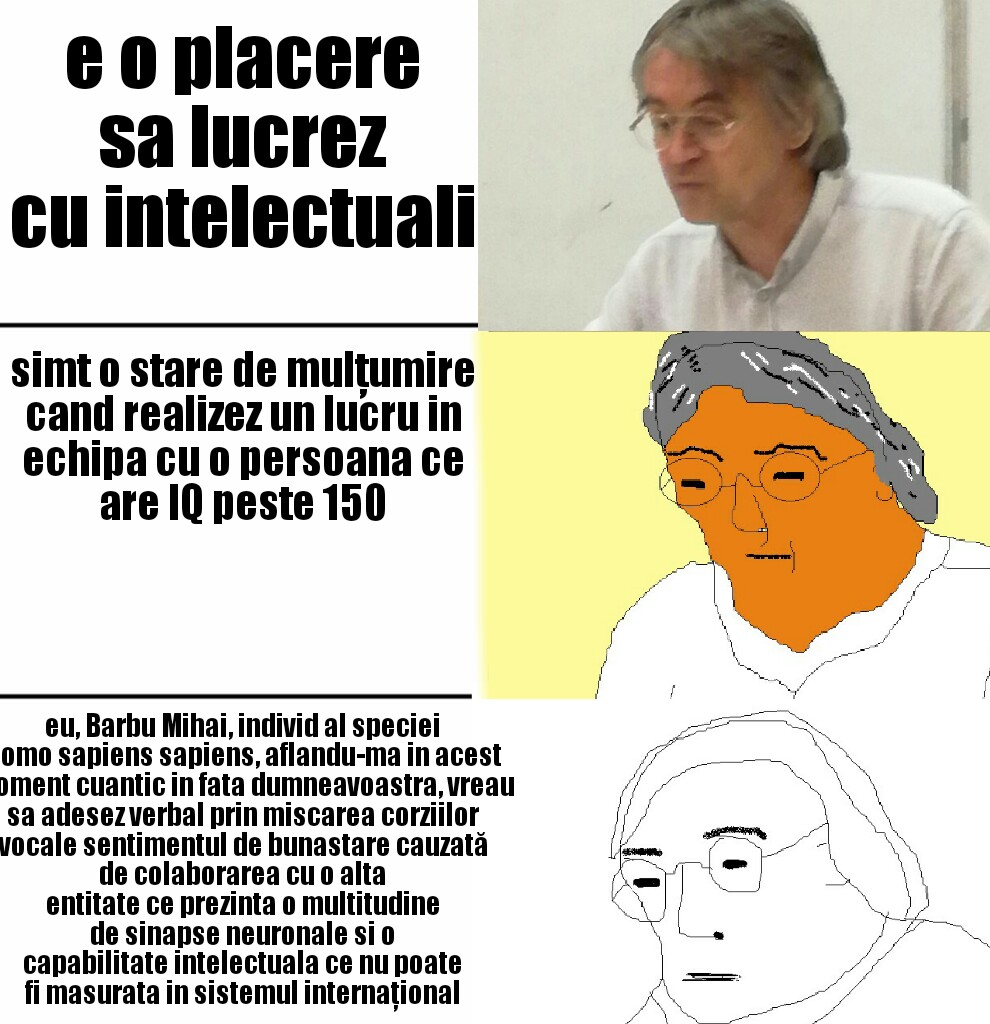 e o placere
sa lucrez
cu intelectuali
simt o stare de mulțumire
cand realizez un lucru in
echipa cu o persoana ce
are IQ peste 150
eu, Barbu Mihai, individ al speciei
omo sapiens sapiens, aflandu-ma in acest
oment cuantic in fata dumneavoastra, vreau
sa adesez verbal prin miscarea corziilor
vocale sentimentul de bunastare cauzată
de colaborarea cu o alta
entitate ce prezinta o multitudine
de sinapse neuronale si o
capabilitate intelectuala ce nu poate
fi masurata in sistemul internațional